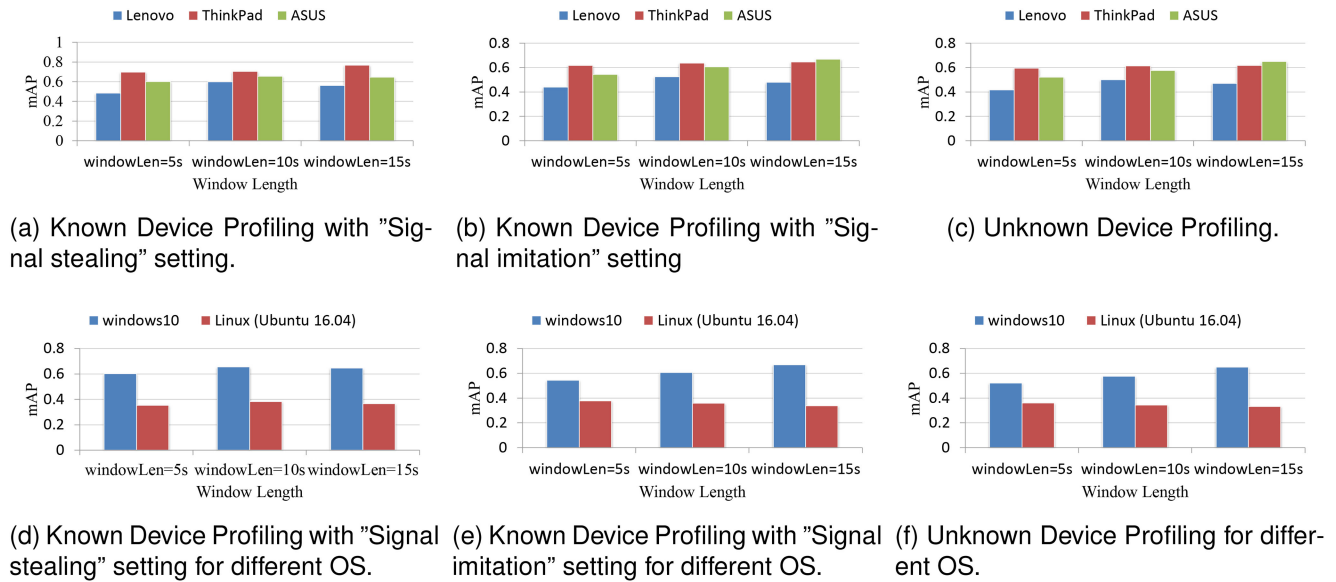 Lenovo ThinkPad ASUS
1
0.8
0.6
0.4
0.2
0
mAP
windowLen=5s windowLen=10s windowLen=15s
Window Length
(a) Known Device Profiling with ”Sig-
nal stealing” setting.
Lenovo ThinkPad ASUS
0.8
0.6
0.4
0.2
0
mAP
windowLen=5s windowLen=10s windowLen=15s
Window Length
(b) Known Device Profiling with ”Sig-
nal imitation” setting
Lenovo ThinkPad ASUS
0.8
0.6
0.4
0.2
0
mAP
windowLen=5s windowLen=10s windowLen=15s
Window Length
(c) Unknown Device Profiling.
windows10 Linux (Ubuntu 16.04)
0.8
0.6
0.4
0.2
0
mAP
windowLen=5s windowLen=10s windowLen=15s
Window Length
(d) Known Device Profiling with ”Signal
stealing” setting for different OS.
windows10 Linux (Ubuntu 16.04)
0.8
0.6
0.4
0.2
0
mAP
windowLen=5s windowLen=10s windowLen=15s
Window Length
(e) Known Device Profiling with ”Signal
imitation” setting for different OS.
windows10 Linux (Ubuntu 16.04)
0.8
0.6
0.4
0.2
0
mAP
windowLen=5s windowLen=10s windowLen=15s
Window Length
(f) Unknown Device Profiling for differ-
ent OS.